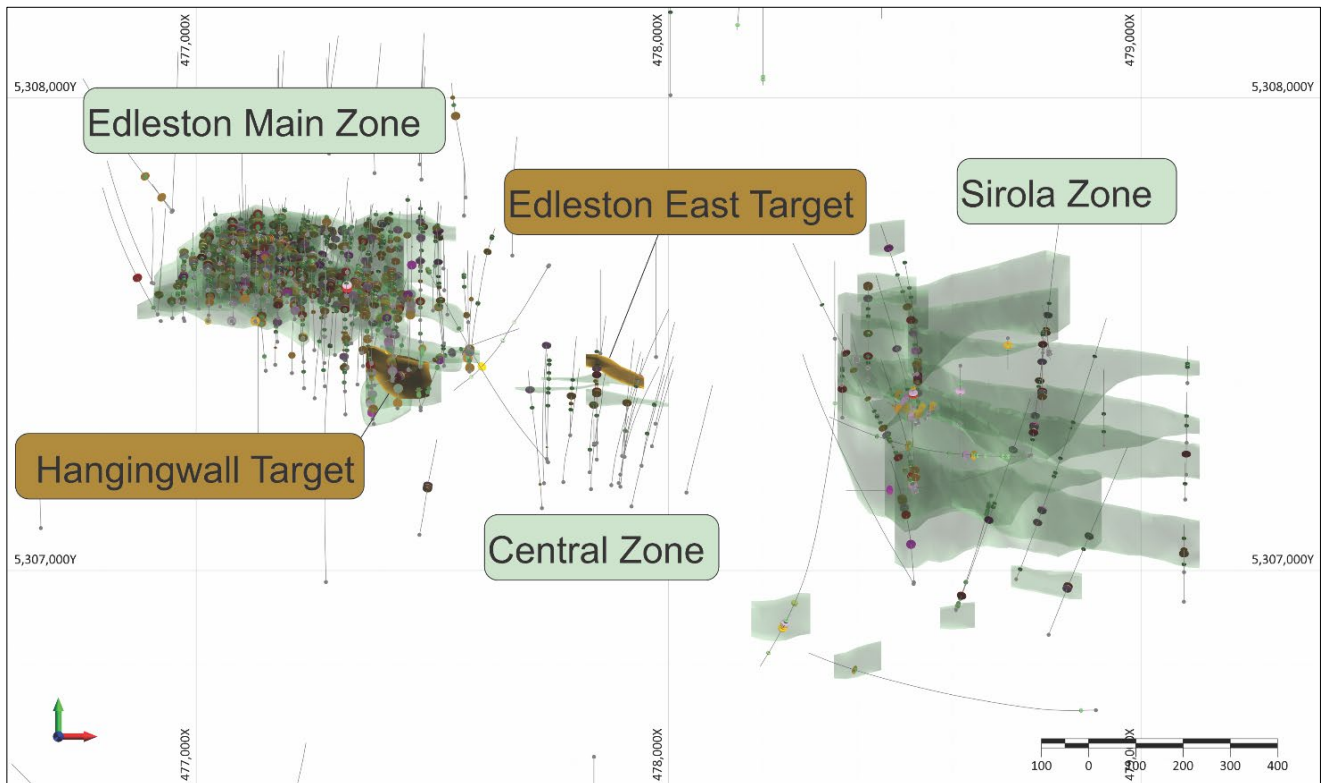 477,000X
478,000X
479,000X
5,308,000Y
5,308,000Y
Edleston Main Zone
Edleston East Target
Sirola Zone
Hangingwall Target
Central Zone
5,307,000Y
5,307,000Y
477,000X
478,000X
479,000X
100 0 100 200 300 400